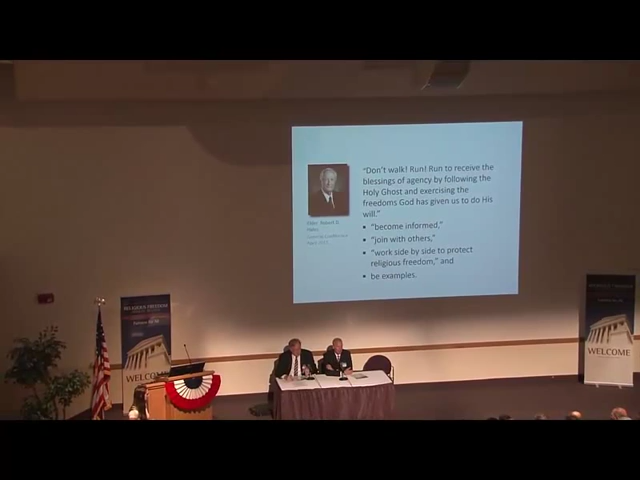 "Don't walk! Run! Run to receive the
blessings of agency by following the
Holy Ghost and exercising the
freedoms God has given us to do His
will."
• "become informed,"
• "join with others,"
• "work side by side to protect
religious freedom," and
• be examples.
RELIGIOUS FREEDOM
WELCOME
WELCOME